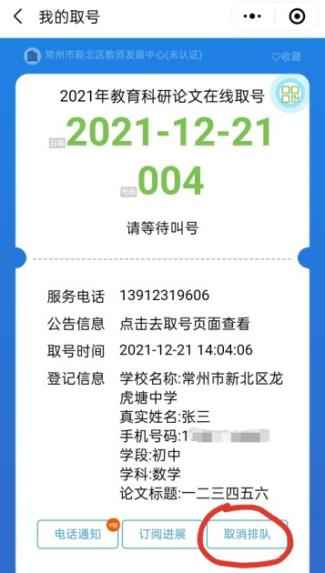 我的取号
常州市新北区教师发展中心(未认证)
♡收藏
2021年教育科研论文在线取号
日期 2021-12-21
号码 004
请等待叫号
服务电话 13912319606
公告信息 点击去取号页面查看
取号时间 2021-12-21 14:04:06
登记信息 学校名称:常州市新北区龙
虎塘中学
真实姓名:张三
手机号码:1
学段:初中
学科:数学
论文标题:一二三四五六
电话通知 vip 订阅进展 取消排队